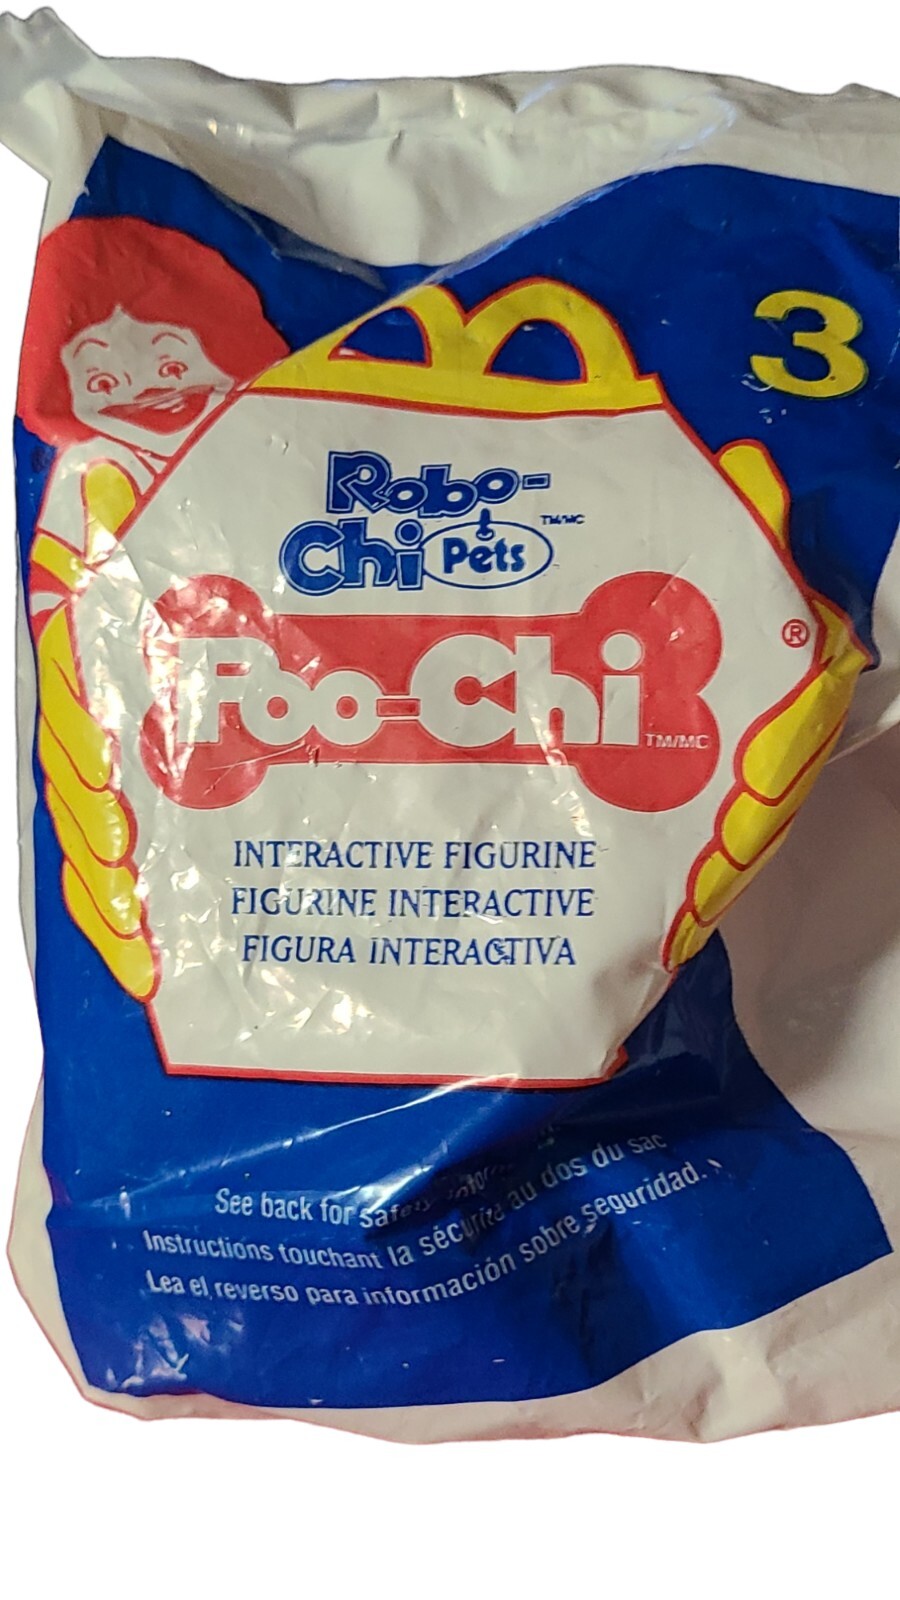 3
Robo-
Chi Pets TM/MC
Poo-Chi TM/MC
®
INTERACTIVE FIGURINE
FIGURINE INTERACTIVE
FIGURA INTERACTIVA
See back for safety
Instructions touchant la sécurité au dos du sac
Lea el reverso para información sobre seguridad.